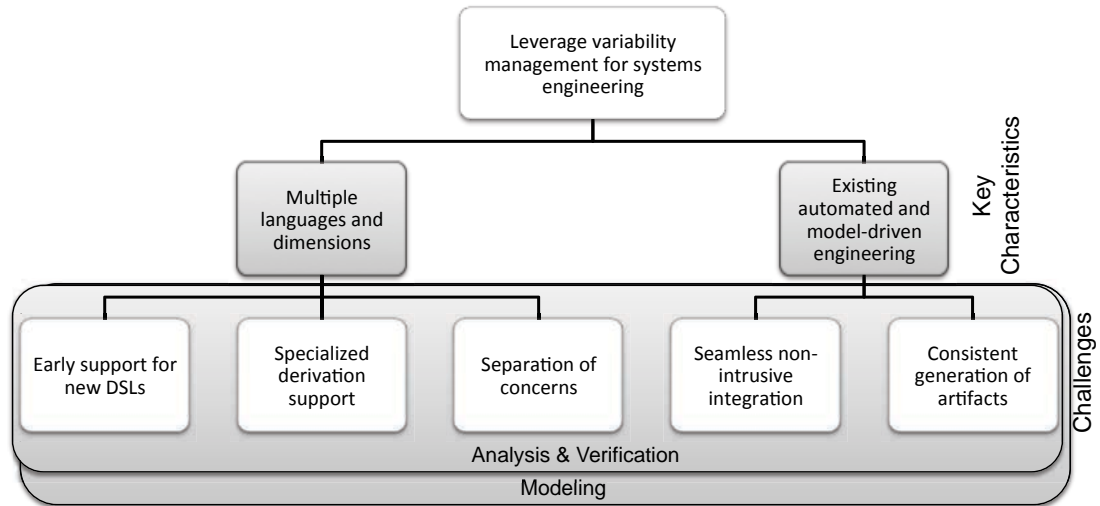 Leverage variability
management for systems
engineering
Multiple
languages and
dimensions
Existing
automated and
model-driven
engineering
Key
Characteristics
Early support for
new DSLs
Specialized
derivation
support
Separation of
concerns
Seamless non-
intrusive
integration
Consistent
generation of
artifacts
Challenges
Analysis & Verification
Modeling